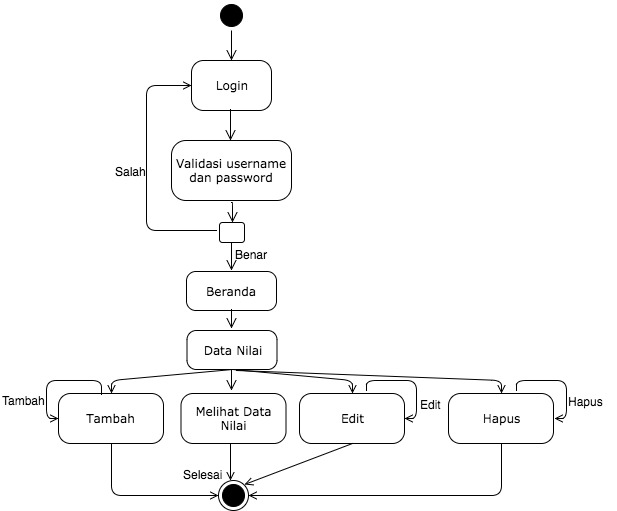 Login
Validasi username
dan password
Salah
Benar
Beranda
Data Nilai
Tambah
Tambah
Melihat Data
Nilai
Edit
Edit
Hapus
Hapus
Selesai